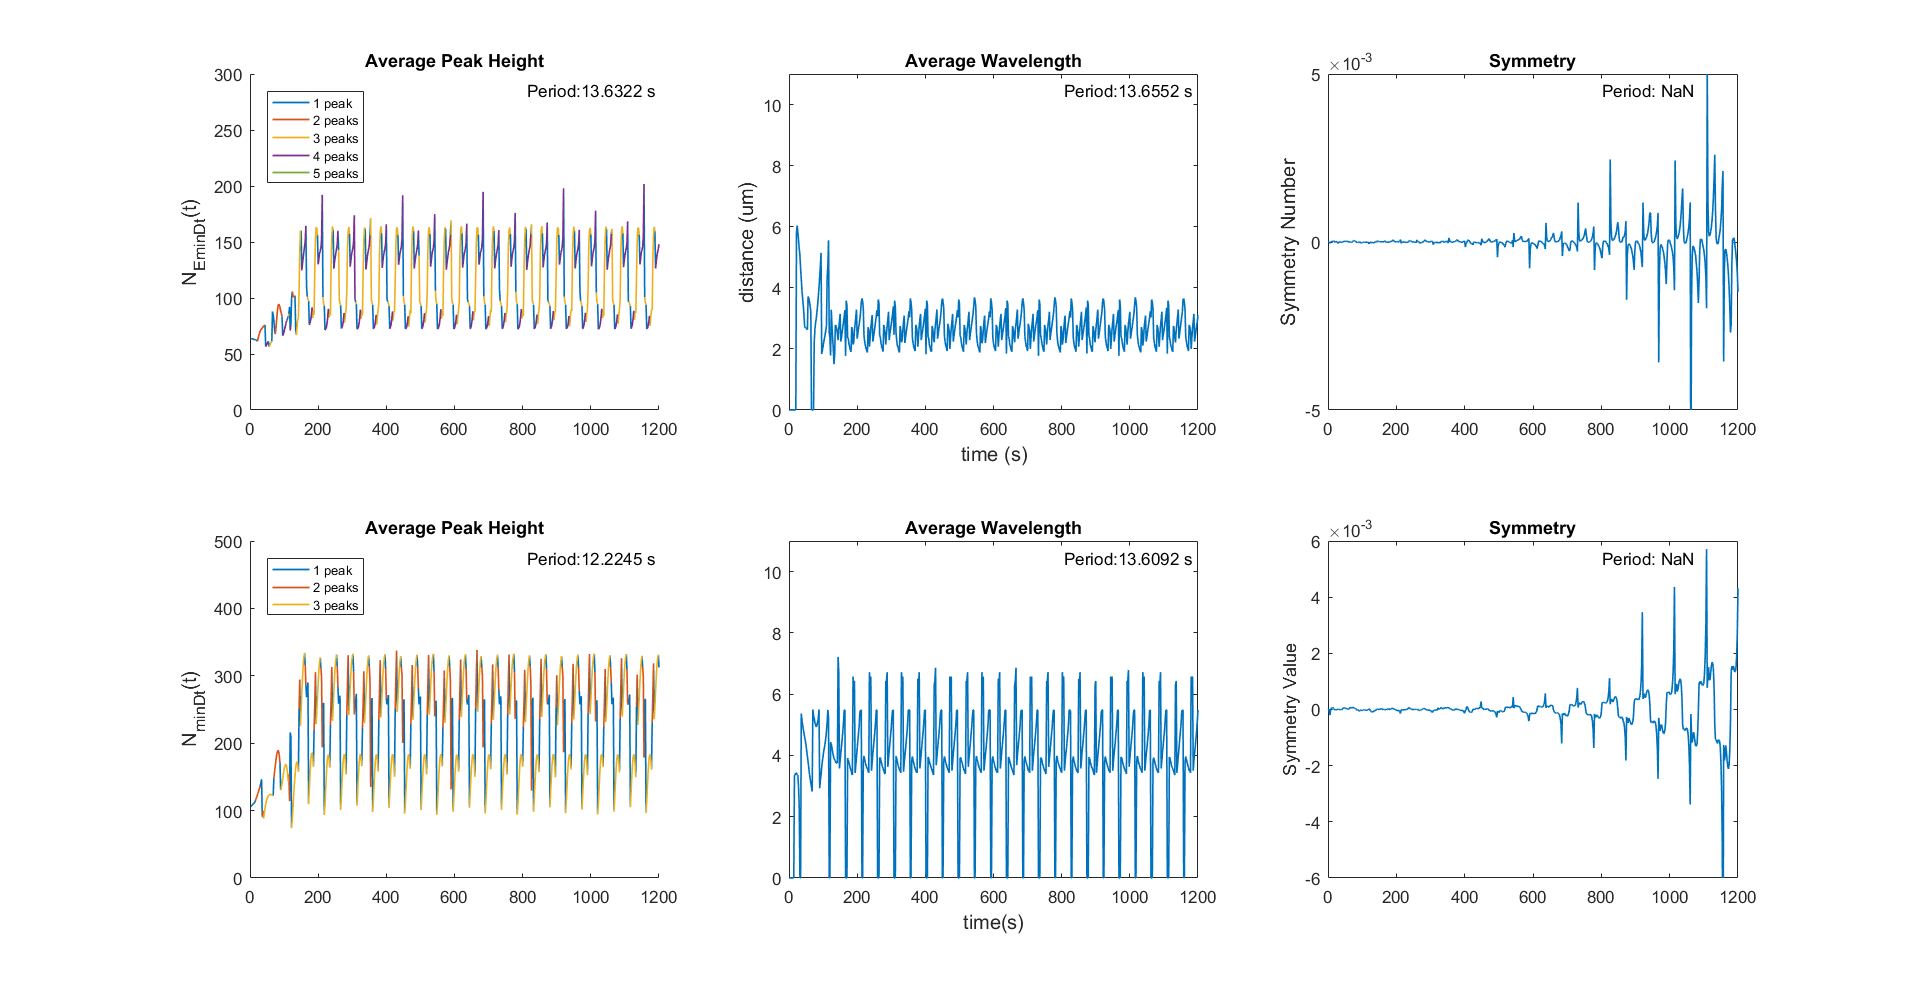 Average Peak Height
300
250
200
150
100
50
0
0 200 400 600 800 1000 1200
N_EminDt(t)
Period:13.6322 s
1 peak
2 peaks
3 peaks
4 peaks
5 peaks
Average Wavelength
10
8
6
4
2
0
0 200 400 600 800 1000 1200
distance (um)
time (s)
Period:13.6552 s
Symmetry
×10^-3
5
0
-5
0 200 400 600 800 1000 1200
Symmetry Number
Period: NaN
Average Peak Height
500
400
300
200
100
0
0 200 400 600 800 1000 1200
N_minDt(t)
Period:12.2245 s
1 peak
2 peaks
3 peaks
Average Wavelength
10
8
6
4
2
0
0 200 400 600 800 1000 1200
time(s)
Period:13.6092 s
Symmetry
×10^-3
6
4
2
0
-2
-4
-6
0 200 400 600 800 1000 1200
Symmetry Value
Period: NaN